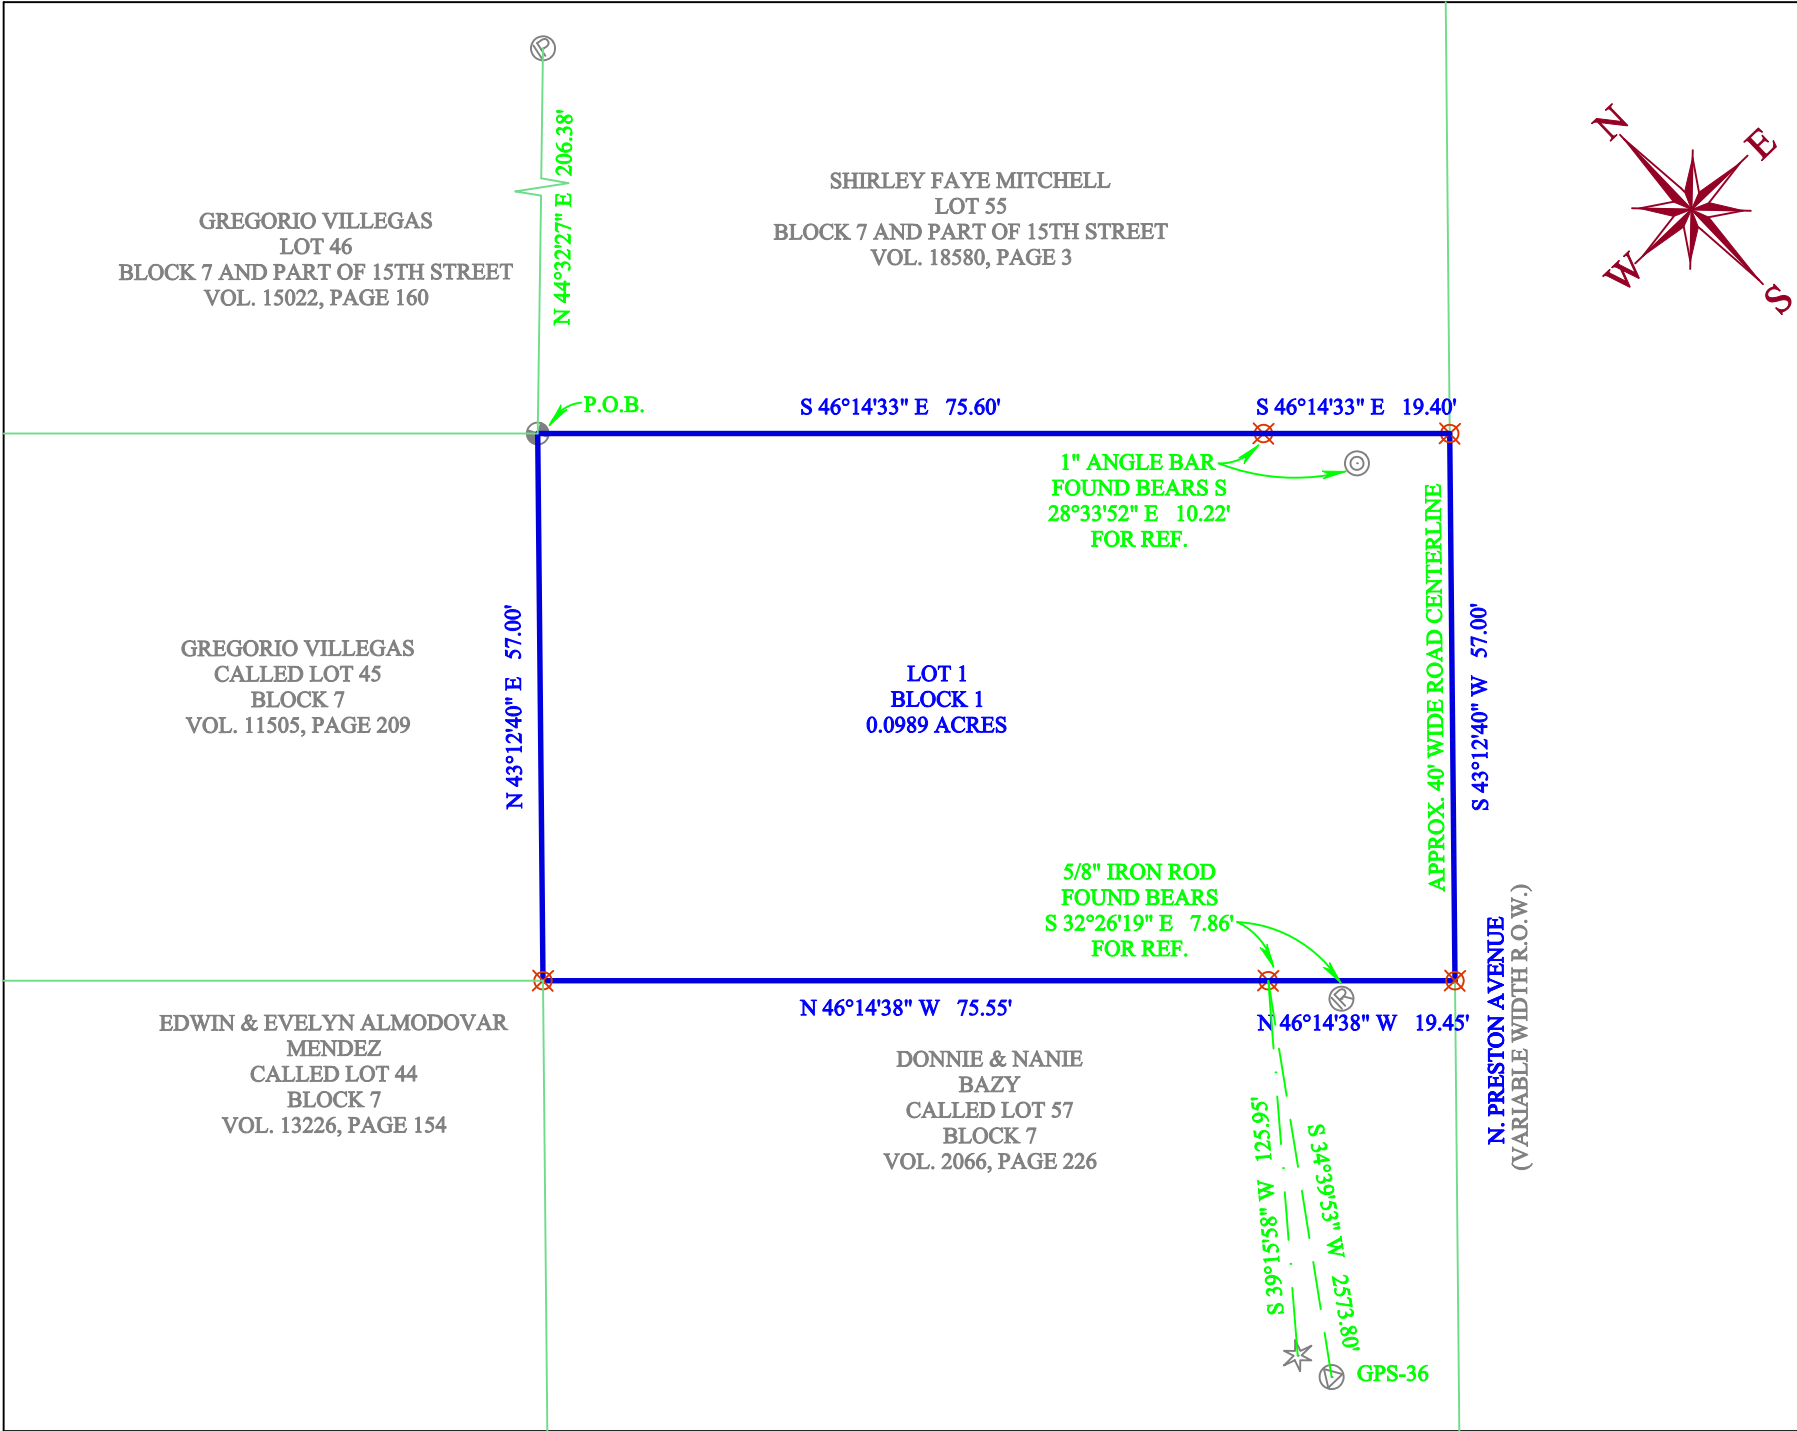 N 44°32'27" E 206.38'
SHIRLEY FAYE MITCHELL
LOT 55
BLOCK 7 AND PART OF 15TH STREET
VOL. 18580, PAGE 3
N
E
W
S
GREGORIO VILLEGAS
LOT 46
BLOCK 7 AND PART OF 15TH STREET
VOL. 15022, PAGE 160
P
P.O.B.
S 46°14'33" E 75.60'
S 46°14'33" E 19.40'
1" ANGLE BAR
FOUND BEARS S
28°33'52" E 10.22'
FOR REF.
APPROX. 40' WIDE ROAD CENTERLINE
S 43°12'40" W 57.00'
N 43°12'40" E 57.00'
GREGORIO VILLEGAS
CALLED LOT 45
BLOCK 7
VOL. 11505, PAGE 209
LOT 1
BLOCK 1
0.0989 ACRES
5/8" IRON ROD
FOUND BEARS
S 32°26'19" E 7.86'
FOR REF.
IR
N 46°14'38" W 75.55'
N 46°14'38" W 19.45'
N. PRESTON AVENUE
(VARIABLE WIDTH R.O.W.)
EDWIN & EVELYN ALMODOVAR
MENDEZ
CALLED LOT 44
BLOCK 7
VOL. 13226, PAGE 154
DONNIE & NANIE
BAZY
CALLED LOT 57
BLOCK 7
VOL. 2066, PAGE 226
S 39°15'58" W 125.95'
S 34°39'53" W 2573.80'
GPS-36